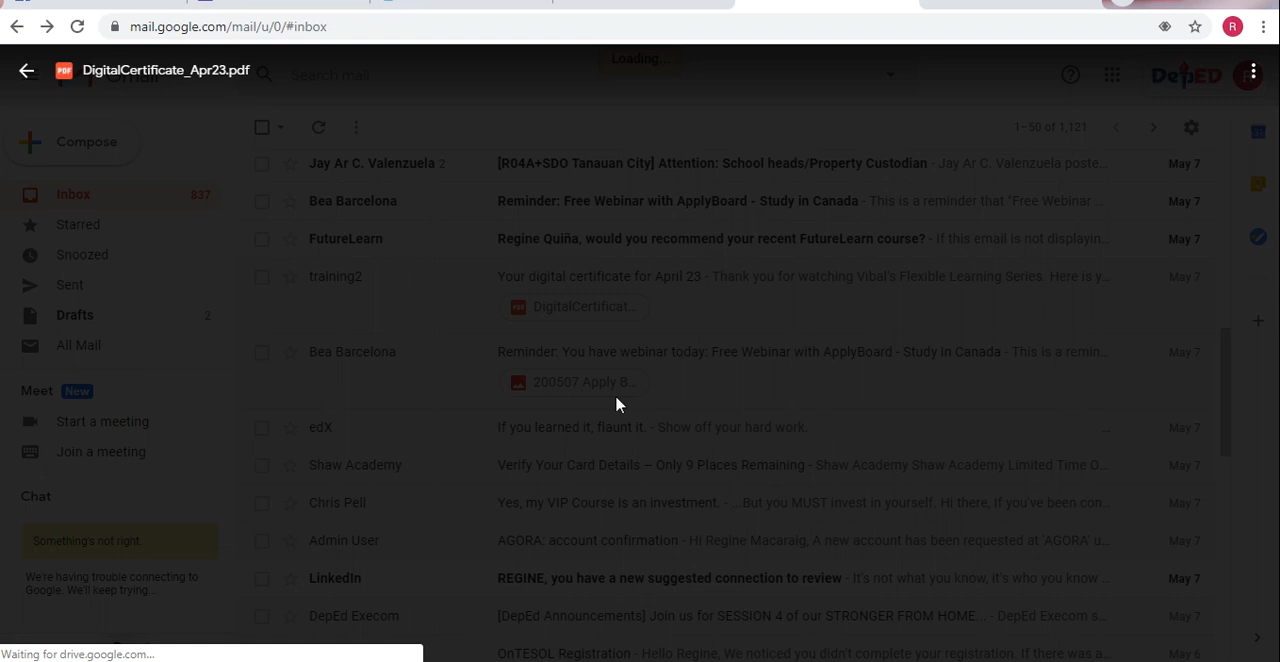 mail.google.com/mail/u/0/#inbox
R
PDF DigitalCertificate_Apr23.pdf
Search mail
Loading...
DepED
Compose
1–50 of 1,121
Inbox 837
Starred
Snoozed
Sent
Drafts 2
All Mail
Meet New
Start a meeting
Join a meeting
Chat
Something's not right
We're having trouble connecting to
Google. We'll keep trying...
Jay Ar C. Valenzuela 2 [R04A+SDO Tanauan City] Attention: School heads/Property Custodian - Jay Ar C. Valenzuela poste... May 7
Bea Barcelona Reminder: Free Webinar with ApplyBoard - Study in Canada - This is a reminder that "Free Webinar ... May 7
FutureLearn Regine Quiña, would you recommend your recent FutureLearn course? - If this email is not displayin... May 7
training2 Your digital certificate for April 23 - Thank you for watching Vibal's Flexible Learning Series. Here is y... May 7
PDF DigitalCertificat...
Bea Barcelona Reminder: You have webinar today: Free Webinar with ApplyBoard - Study in Canada - This is a remin... May 7
200507 Apply B...
edX If you learned it, flaunt it. - Show off your hard work. ... May 7
Shaw Academy Verify Your Card Details – Only 9 Places Remaining - Shaw Academy Shaw Academy Limited Time O... May 7
Chris Pell Yes, my VIP Course is an investment. - ...But you MUST invest in yourself. Hi there, If you've been con... May 7
Admin User AGORA: account confirmation - Hi Regine Macaraig, A new account has been requested at 'AGORA' u... May 7
LinkedIn REGINE, you have a new suggested connection to review - It's not what you know, it's who you know ... May 7
DepEd Execom [DepEd Announcements] Join us for SESSION 4 of our STRONGER FROM HOME... - DepEd Execom s... May 7
OnTESOL Registration - Hello Regine, We noticed you didn't complete your registration. If there was a... May 6
Waiting for drive.google.com...